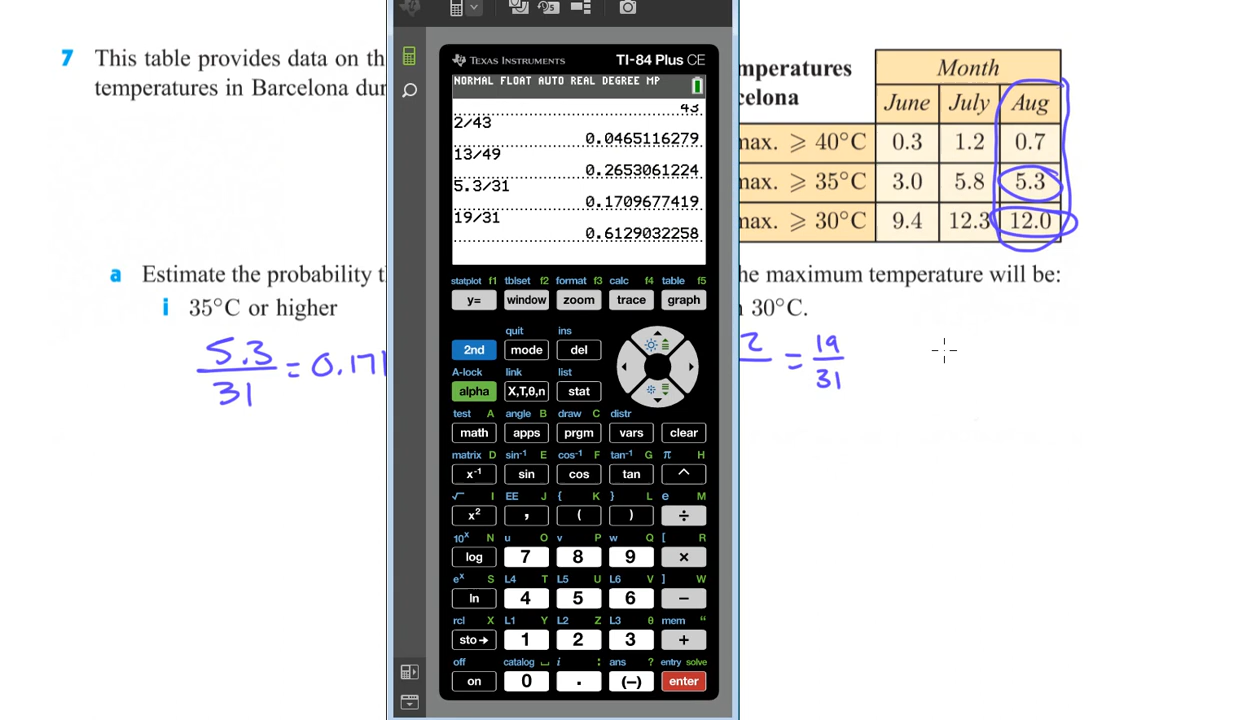 7 This table provides data on th
temperatures in Barcelona dur
mperatures
celona
Month
June July Aug
max. ⩾ 40°C 0.3 1.2 0.7
max. ⩾ 35°C 3.0 5.8 5.3
max. ⩾ 30°C 9.4 12.3 12.0
a Estimate the probability t
he maximum temperature will be:
i 35°C or higher
30°C.
5.3
31
= 0.171
2
= 19
31
TEXAS INSTRUMENTS TI-84 Plus CE
NORMAL FLOAT AUTO REAL DEGREE MP
43
2/43
0.0465116279
13/49
0.2653061224
5.3/31
0.1709677419
19/31
0.6129032258
statplot f1 tblset f2 format f3 calc f4 table f5
y= window zoom trace graph
quit ins
2nd mode del
A-lock link list
alpha X,T,θ,n stat
test A angle B draw C distr
math apps prgm vars clear
matrix D sin⁻¹ E cos⁻¹ F tan⁻¹ G π H
x⁻¹ sin cos tan ^
√ I EE J { K } L e M
x² , ( ) ÷
10ˣ N u O v P w Q [ R
log 7 8 9 ×
eˣ S L4 T L5 U L6 V ] W
ln 4 5 6 −
rcl X L1 Y L2 Z L3 θ mem “
sto→ 1 2 3 +
off catalog ⎵ i : ans ? entry solve
on 0 . (−) enter